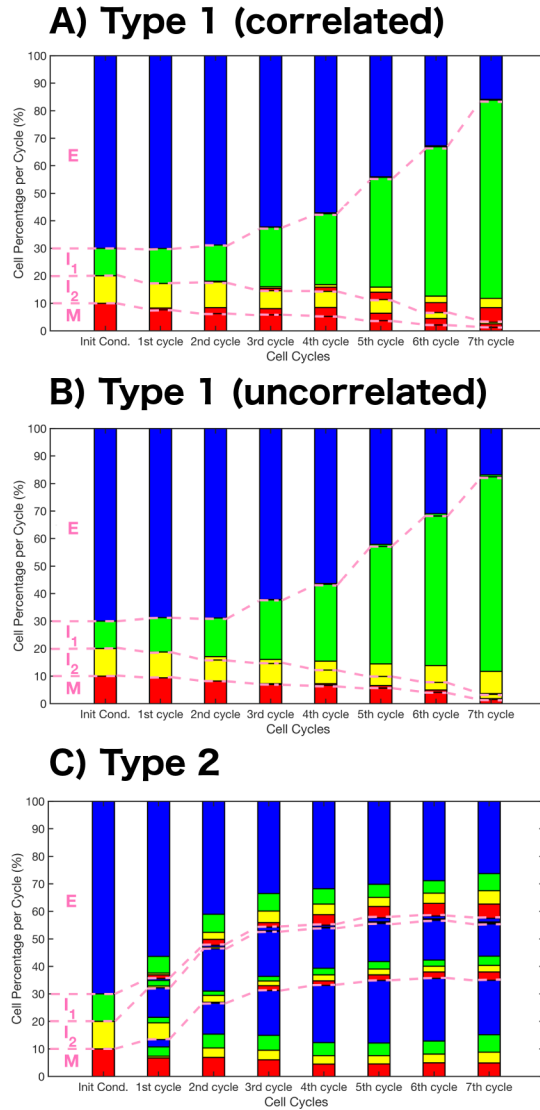 A) Type 1 (correlated)
Cell Percentage per Cycle (%)
100
90
80
70
60
50
40
30
20
10
0
E
I1
I2
M
Init Cond. 1st cycle 2nd cycle 3rd cycle 4th cycle 5th cycle 6th cycle 7th cycle
Cell Cycles
B) Type 1 (uncorrelated)
Cell Percentage per Cycle (%)
100
90
80
70
60
50
40
30
20
10
0
E
I1
I2
M
Init Cond. 1st cycle 2nd cycle 3rd cycle 4th cycle 5th cycle 6th cycle 7th cycle
Cell Cycles
C) Type 2
Cell Percentage per Cycle (%)
100
90
80
70
60
50
40
30
20
10
0
E
I1
I2
M
Init Cond. 1st cycle 2nd cycle 3rd cycle 4th cycle 5th cycle 6th cycle 7th cycle
Cell Cycles